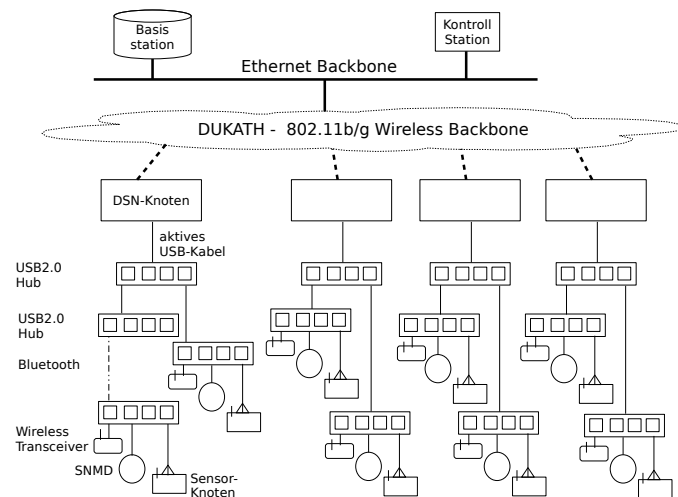 Basis
station
Kontroll
Station
Ethernet Backbone
DUKATH - 802.11b/g Wireless Backbone
DSN-Knoten
aktives
USB-Kabel
USB2.0
Hub
USB2.0
Hub
Bluetooth
Wireless
Transceiver
SNMD
Sensor-
Knoten